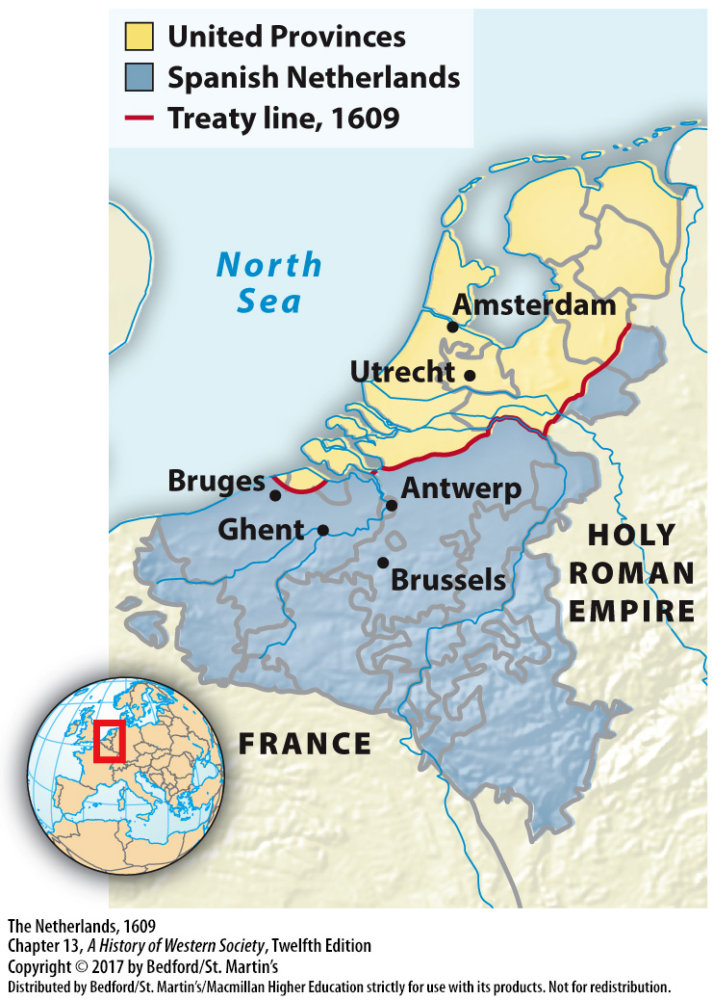 United Provinces
Spanish Netherlands
Treaty line, 1609
North
Sea
Amsterdam
Utrecht
Bruges
Antwerp
Ghent
Brussels
HOLY
ROMAN
EMPIRE
FRANCE
The Netherlands, 1609
Chapter 13, A History of Western Society, Twelfth Edition
Copyright © 2017 by Bedford/St. Martin’s
Distributed by Bedford/St. Martin’s/Macmillan Higher Education strictly for use with its products. Not for redistribution.